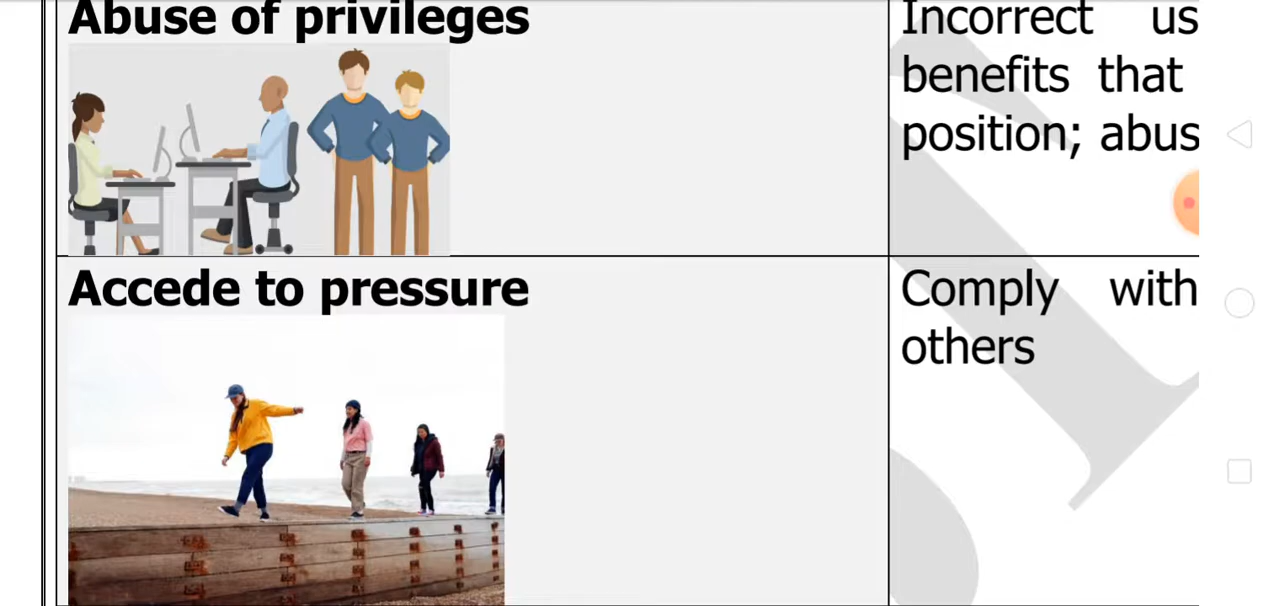 Abuse of privileges
Incorrect us
benefits that
position; abus
Accede to pressure
Comply with
others